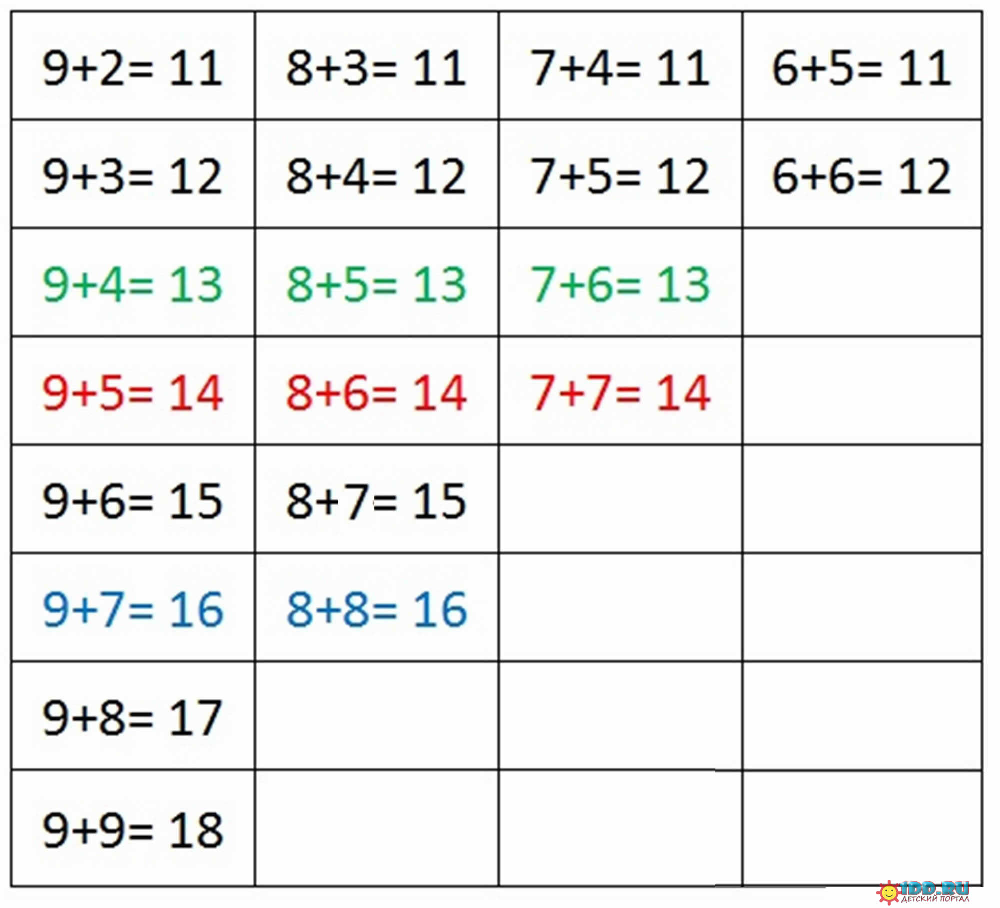 9+2= 11 8+3= 11 7+4= 11 6+5= 11
9+3= 12 8+4= 12 7+5= 12 6+6= 12
9+4= 13 8+5= 13 7+6= 13
9+5= 14 8+6= 14 7+7= 14
9+6= 15 8+7= 15
9+7= 16 8+8= 16
9+8= 17
9+9= 18
1DD.RU
ДЕТСКИЙ ПОРТАЛ